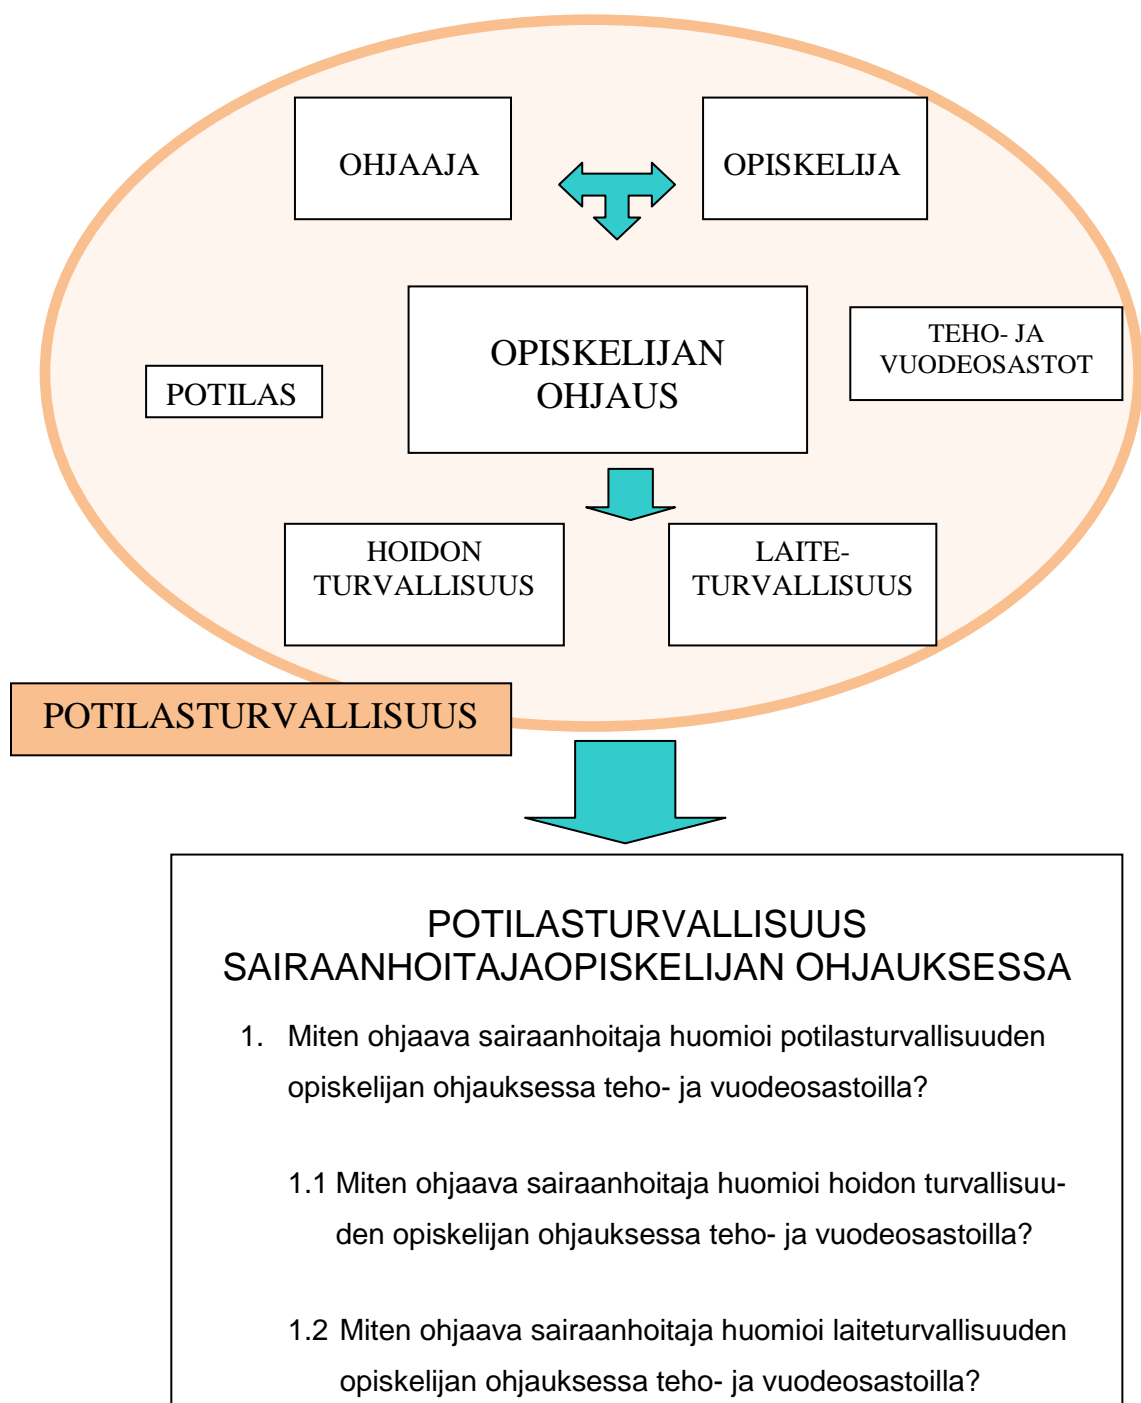 OHJAAJA
OPISKELIJA
OPISKELIJAN
OHJAUS
TEHO- JA
VUODEOSASTOT
POTILAS
HOIDON
TURVALLISUUS
LAITE-
TURVALLISUUS
POTILASTURVALLISUUS
POTILASTURVALLISUUS
SAIRAANHOITAJAOPISKELIJAN OHJAUKSESSA
1. Miten ohjaava sairaanhoitaja huomioi potilasturvallisuuden
opiskelijan ohjauksessa teho- ja vuodeosastoilla?
1.1 Miten ohjaava sairaanhoitaja huomioi hoidon turvallisuu-
den opiskelijan ohjauksessa teho- ja vuodeosastoilla?
1.2 Miten ohjaava sairaanhoitaja huomioi laiteturvallisuuden
opiskelijan ohjauksessa teho- ja vuodeosastoilla?